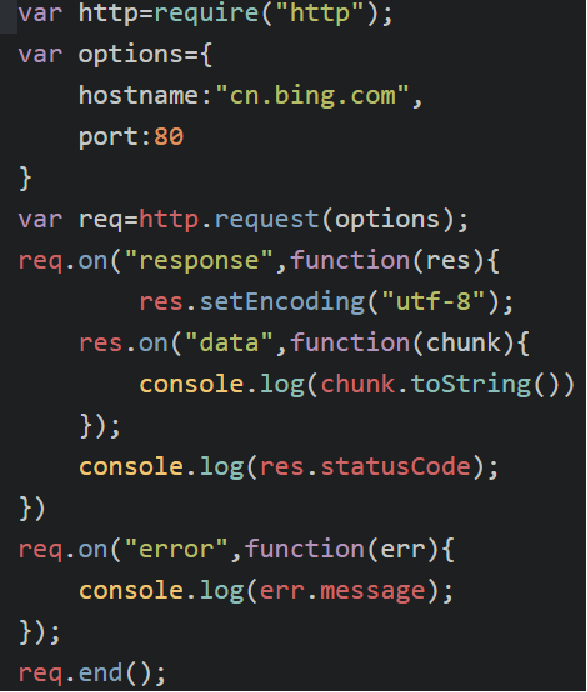 var http=require("http");
var options={
    hostname:"cn.bing.com",
    port:80
}
var req=http.request(options);
req.on("response",function(res){
        res.setEncoding("utf-8");
    res.on("data",function(chunk){
        console.log(chunk.toString())
    });
    console.log(res.statusCode);
})
req.on("error",function(err){
    console.log(err.message);
});
req.end();